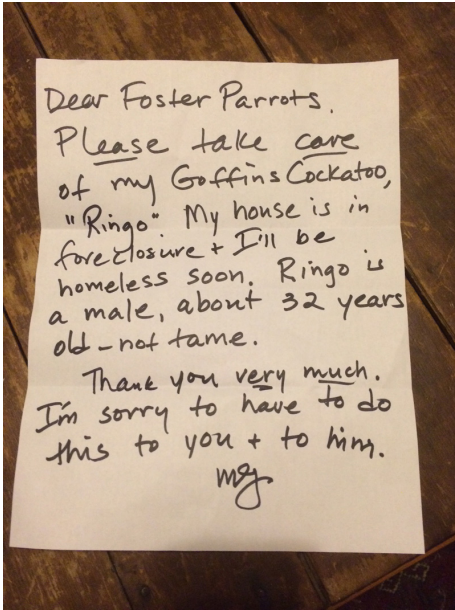 Dear Foster Parrots.
Please take care
of my Goffins Cockatoo,
"Ringo". My house is in
foreclosure + I'll be
homeless soon. Ringo is
a male, about 32 years
old - not tame.
Thank you very much.
I'm sorry to have to do
this to you + to him.